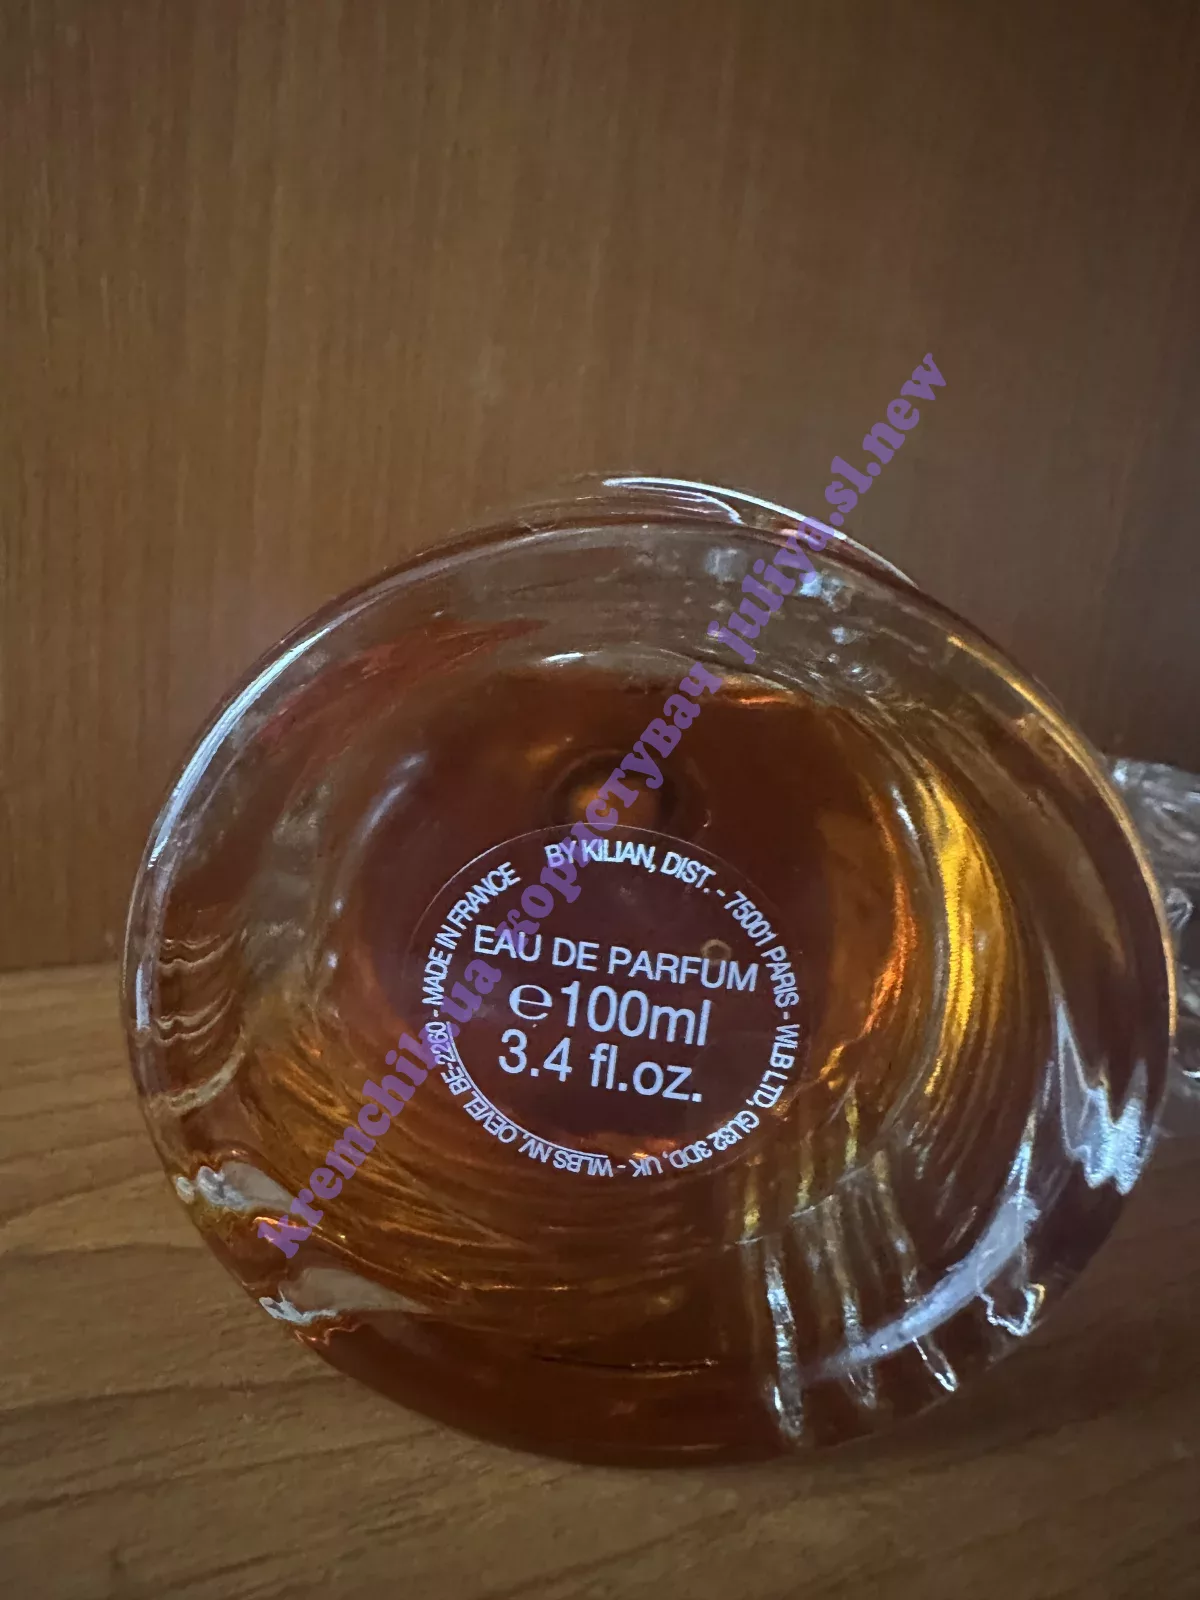 BY KILIAN, DIST. - 75001 PARIS - WLB LTD, GU32 3DD, UK - WLBS NV, OEVEL BE-2260 - MADE IN FRANCE
EAU DE PARFUM
℮100ml
3.4 fl.oz.
kremchik.ua Користувач juliya.sl.new